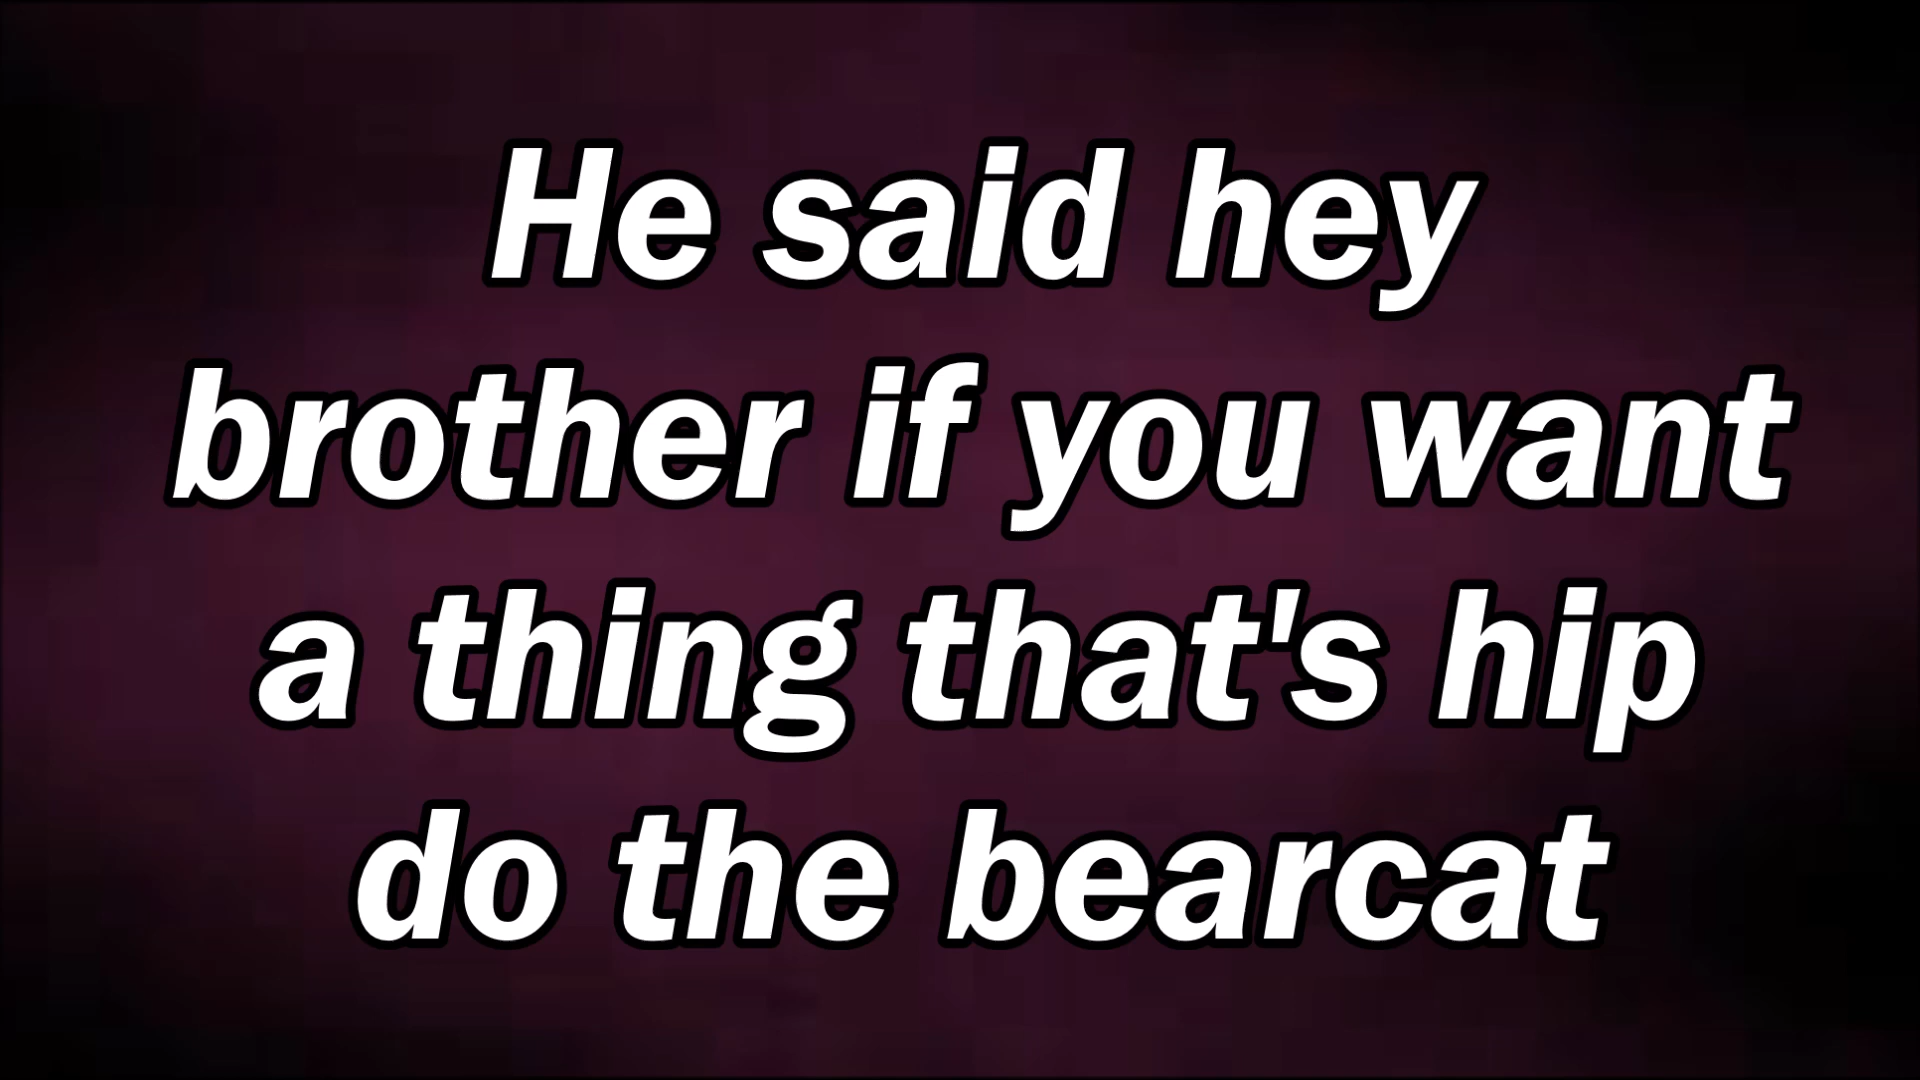 He said hey
brother if you want
a thing that's hip
do the bearcat